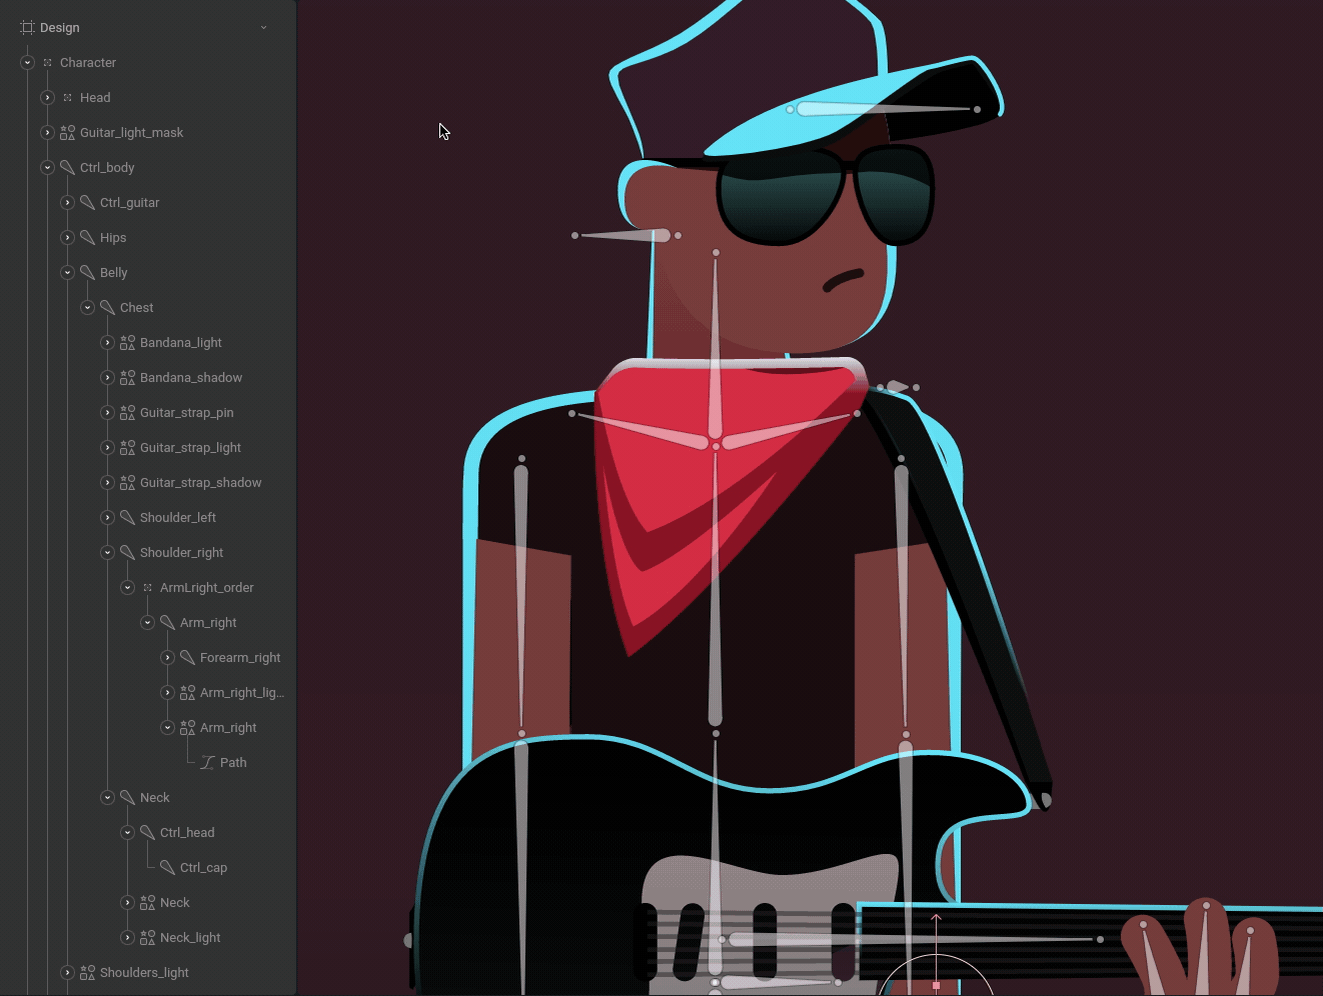 Design
Character
Head
Guitar_light_mask
Ctrl_body
Ctrl_guitar
Hips
Belly
Chest
Bandana_light
Bandana_shadow
Guitar_strap_pin
Guitar_strap_light
Guitar_strap_shadow
Shoulder_left
Shoulder_right
ArmLright_order
Arm_right
Forearm_right
Arm_right_lig...
Arm_right
Path
Neck
Ctrl_head
Ctrl_cap
Neck
Neck_light
Shoulders_light